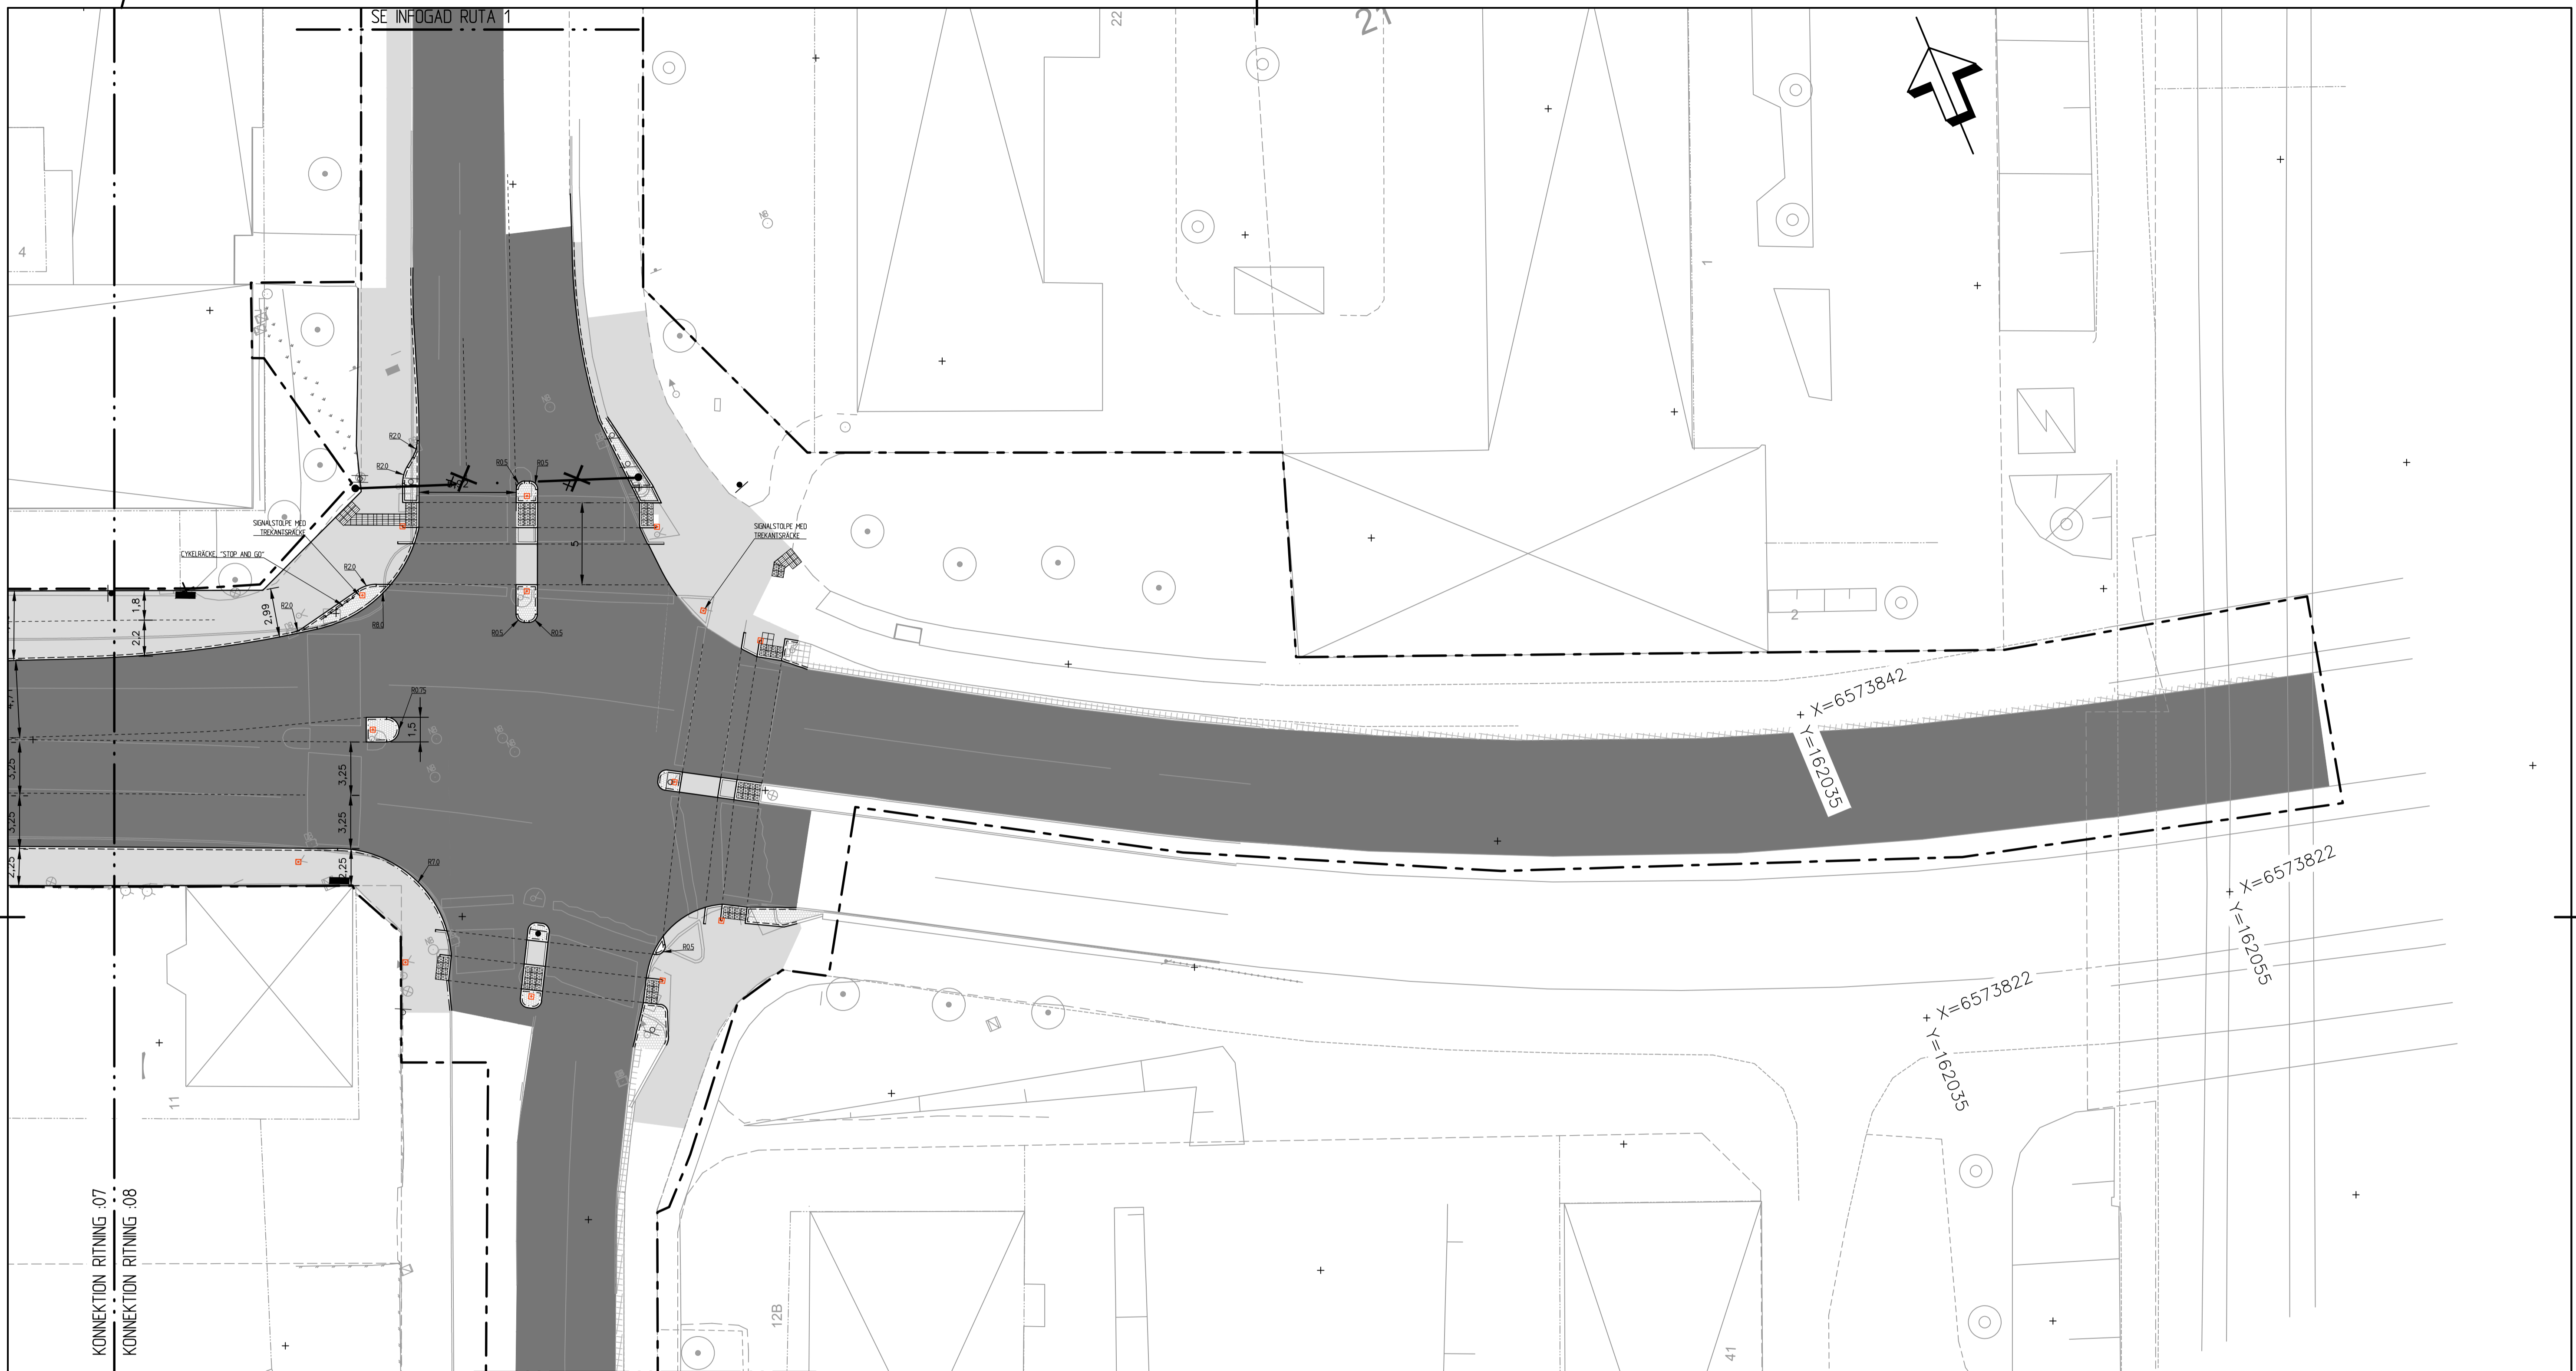 SE INFOGAD RUTA 1
22
21
4
1
R2.0
R2.0
R0.5
R0.5
SIGNALSTOLPE MED
TREKANTSRÄCKE
CYKELRÄCKE, "STOP AND GO"
SIGNALSTOLPE MED
TREKANTSRÄCKE
5
R2.0
R2.0
1,8
2,2
2,99
R8.0
R0.5
R0.5
2
R0.75
1,5
4,71
3,25
3,25
3,25
3,25
2,25
2,25
R7.0
R0.5
X=6573842
Y=162035
X=6573822
Y=162055
X=6573822
Y=162035
11
KONNEKTION RITNING :07
KONNEKTION RITNING :08
12B
41